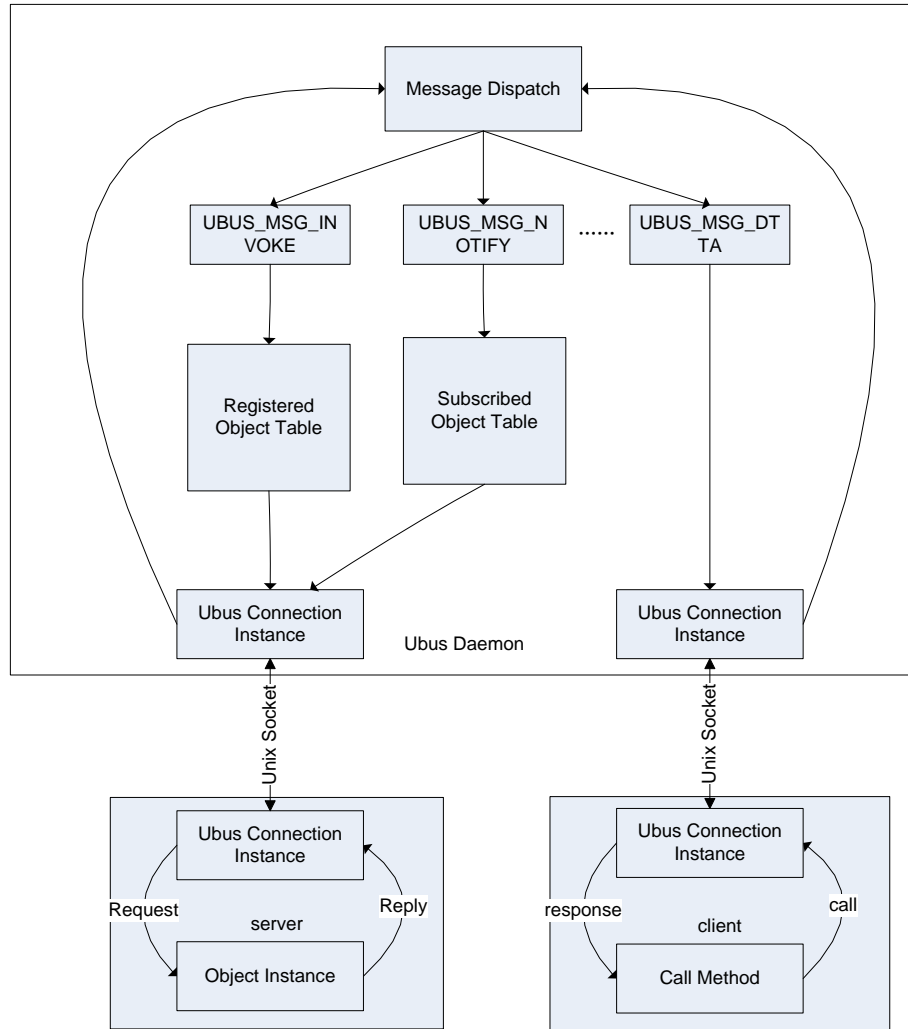 Message Dispatch
UBUS_MSG_IN
VOKE
UBUS_MSG_N
OTIFY
......
UBUS_MSG_DT
TA
Registered
Object Table
Subscribed
Object Table
Ubus Connection
Instance
Ubus Daemon
Ubus Connection
Instance
Unix Socket
Unix Socket
Ubus Connection
Instance
Request
Reply
server
Object Instance
Ubus Connection
Instance
response
call
client
Call Method